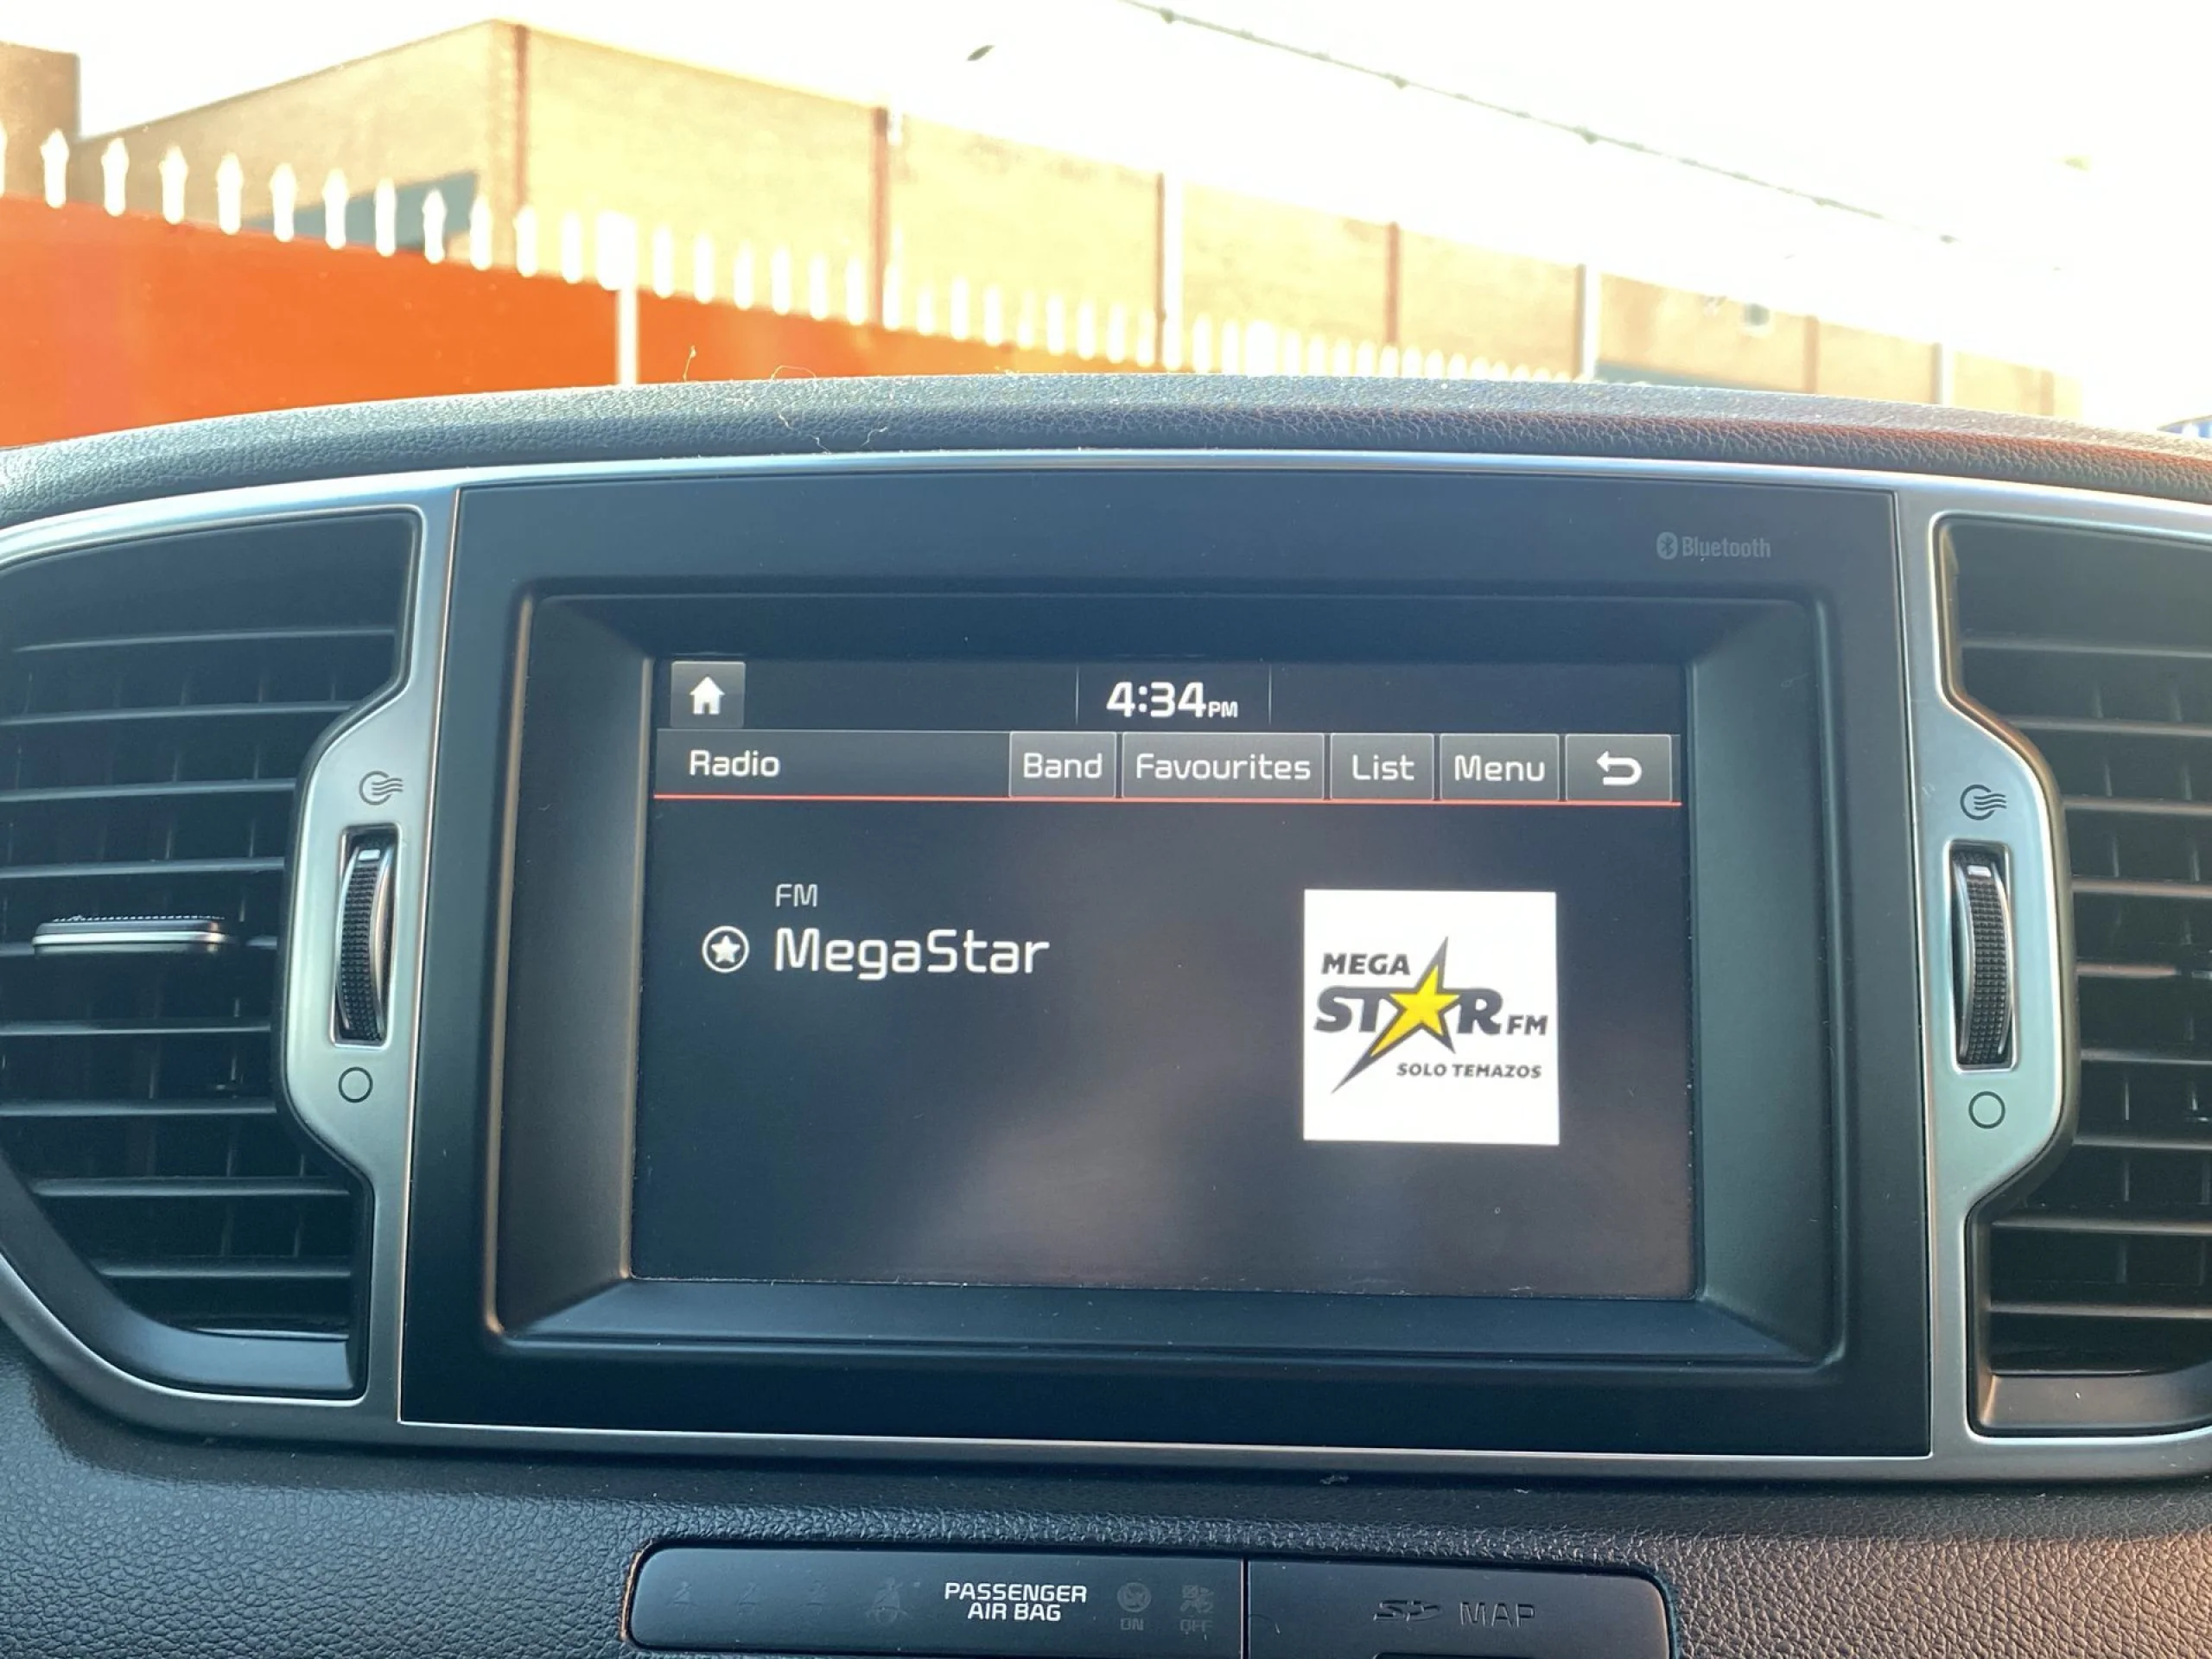 Bluetooth
4:34PM
Radio
Band
Favourites
List
Menu
FM
MegaStar
MEGA
STAR FM
SOLO TEMAZOS
PASSENGER
AIR BAG
ON
OFF
SD MAP